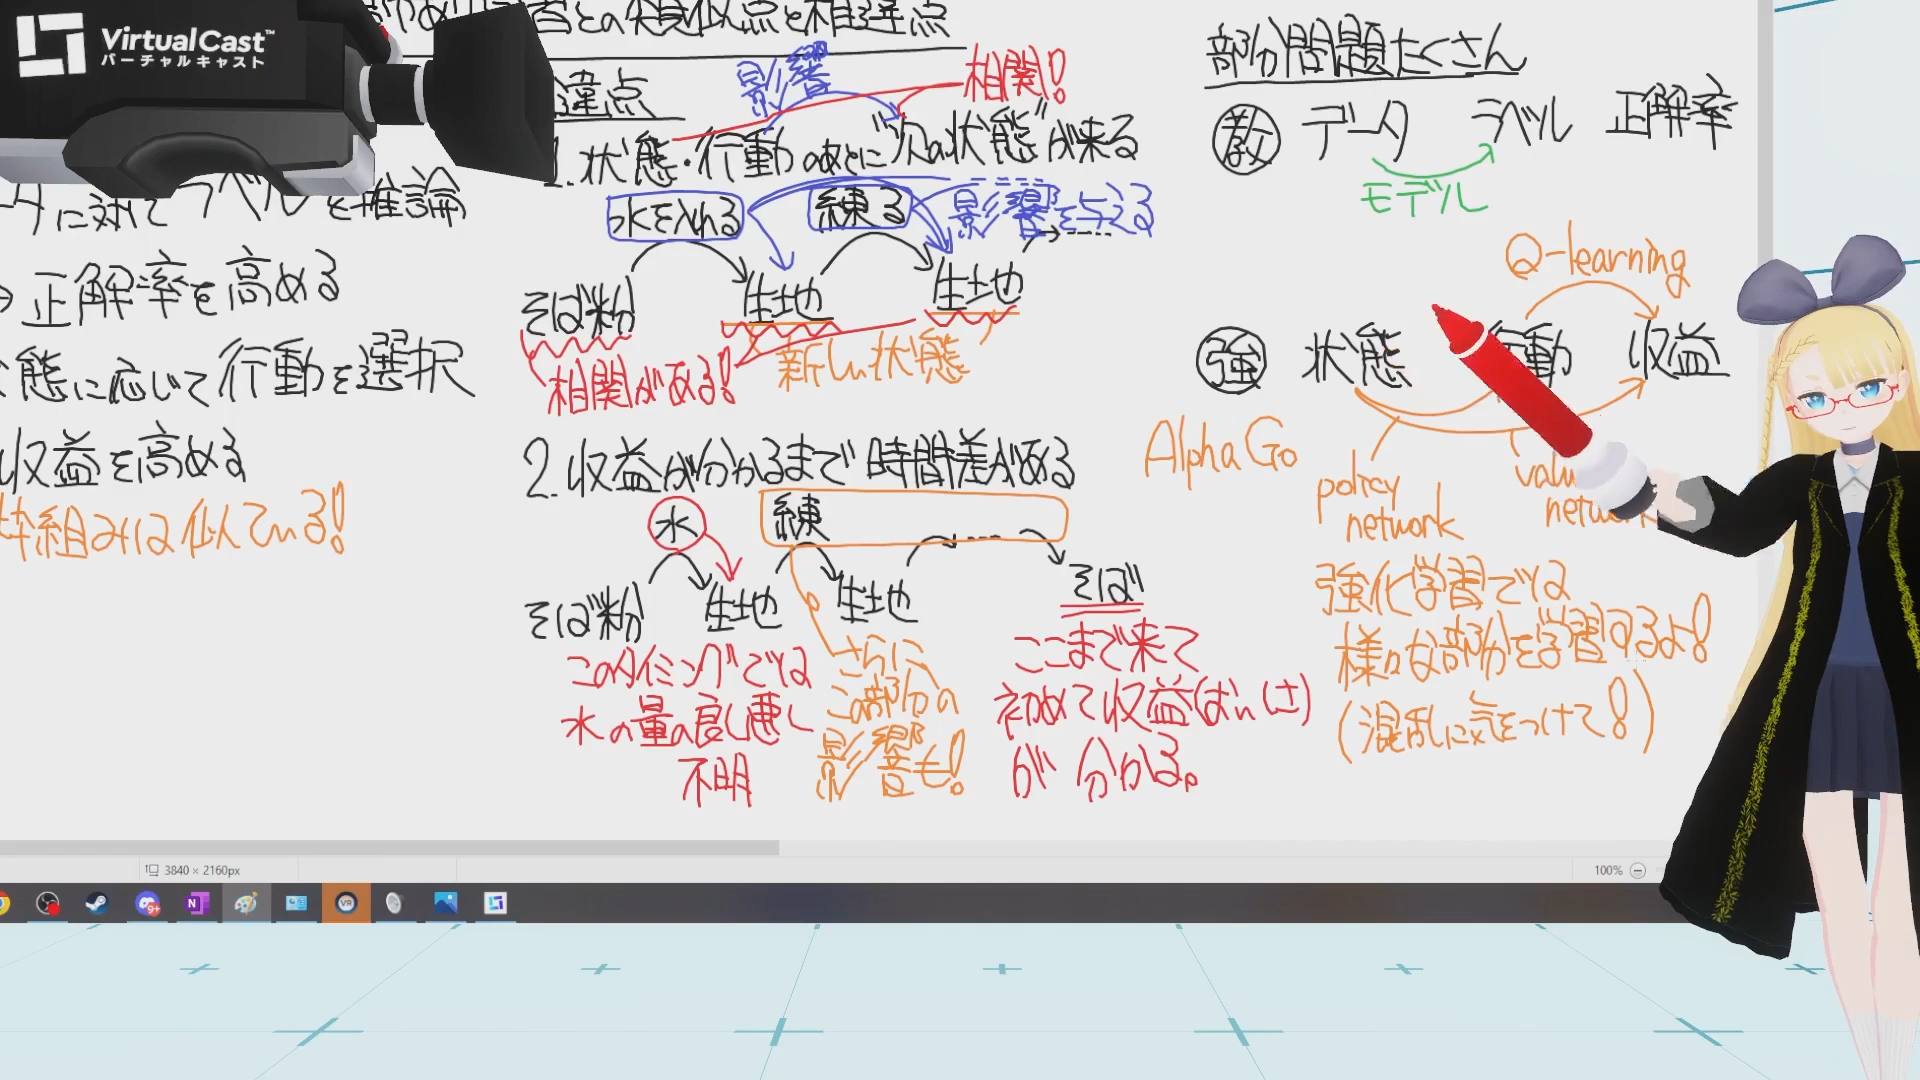 VirtualCast™
バーチャルキャスト
との類似点と相違点
に対してラベルを推論
正解率を高める
態に応じて行動を選択
収益を高める
枠組みは似ている!
違点
影響
相関!
1.状態・行動のあとに"次の状態"が来る
水を入れる
練る
影響を与える
そば粉
生地
生地
相関がある!
新しい状態
2.収益が分かるまで時間差がある
水
練
そば粉
生地
生地
そば
このタイミングでは
水の量の良し悪し
不明
さらに
この部分の
影響も!
ここまで来て
初めて収益(おいしさ)
が分かる。
部分問題たくさん
教
データ
ラベル
正解率
モデル
Q-learning
強
状態
行動
収益
AlphaGo
policy
network
強化学習では
様々な部分を学習するよ!
(混乱に気をつけて!)
3840 × 2160px
100%